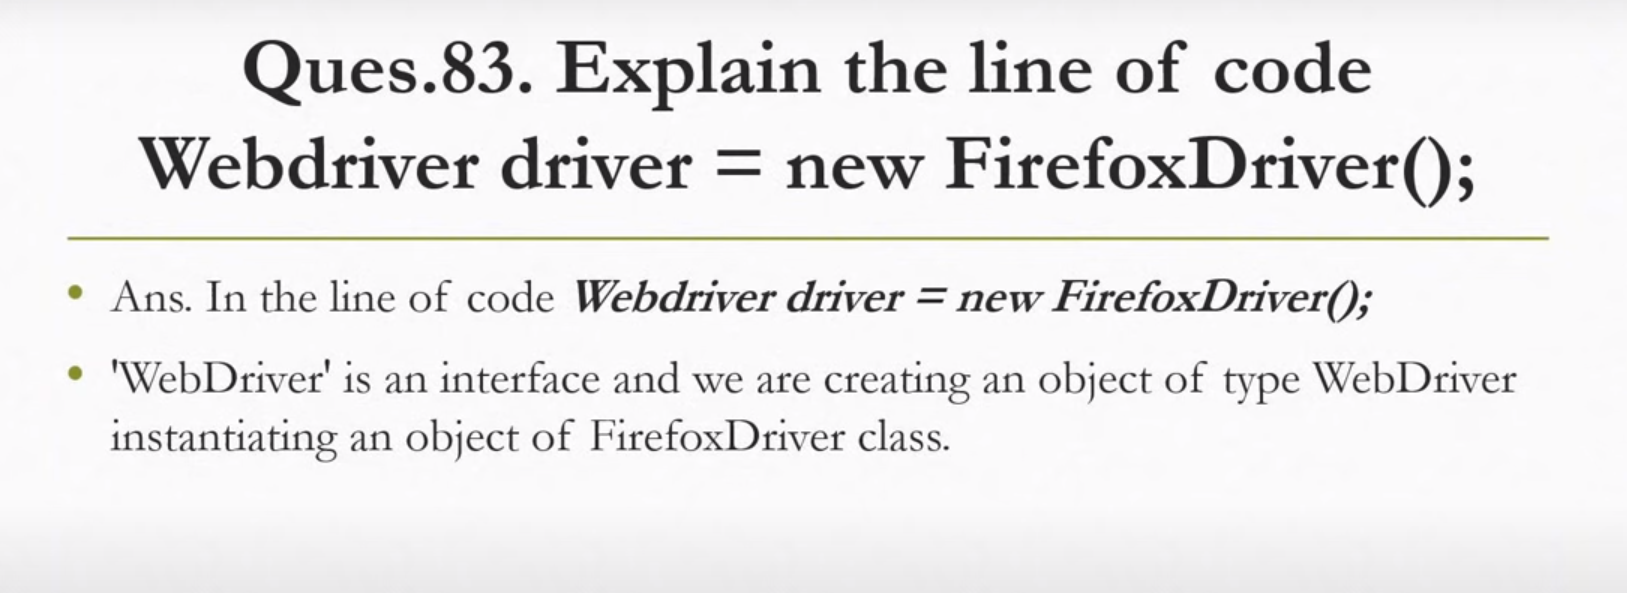 Ques.83. Explain the line of code
Webdriver driver = new FirefoxDriver();
• Ans. In the line of code Webdriver driver = new FirefoxDriver();
• 'WebDriver' is an interface and we are creating an object of type WebDriver
instantiating an object of FirefoxDriver class.